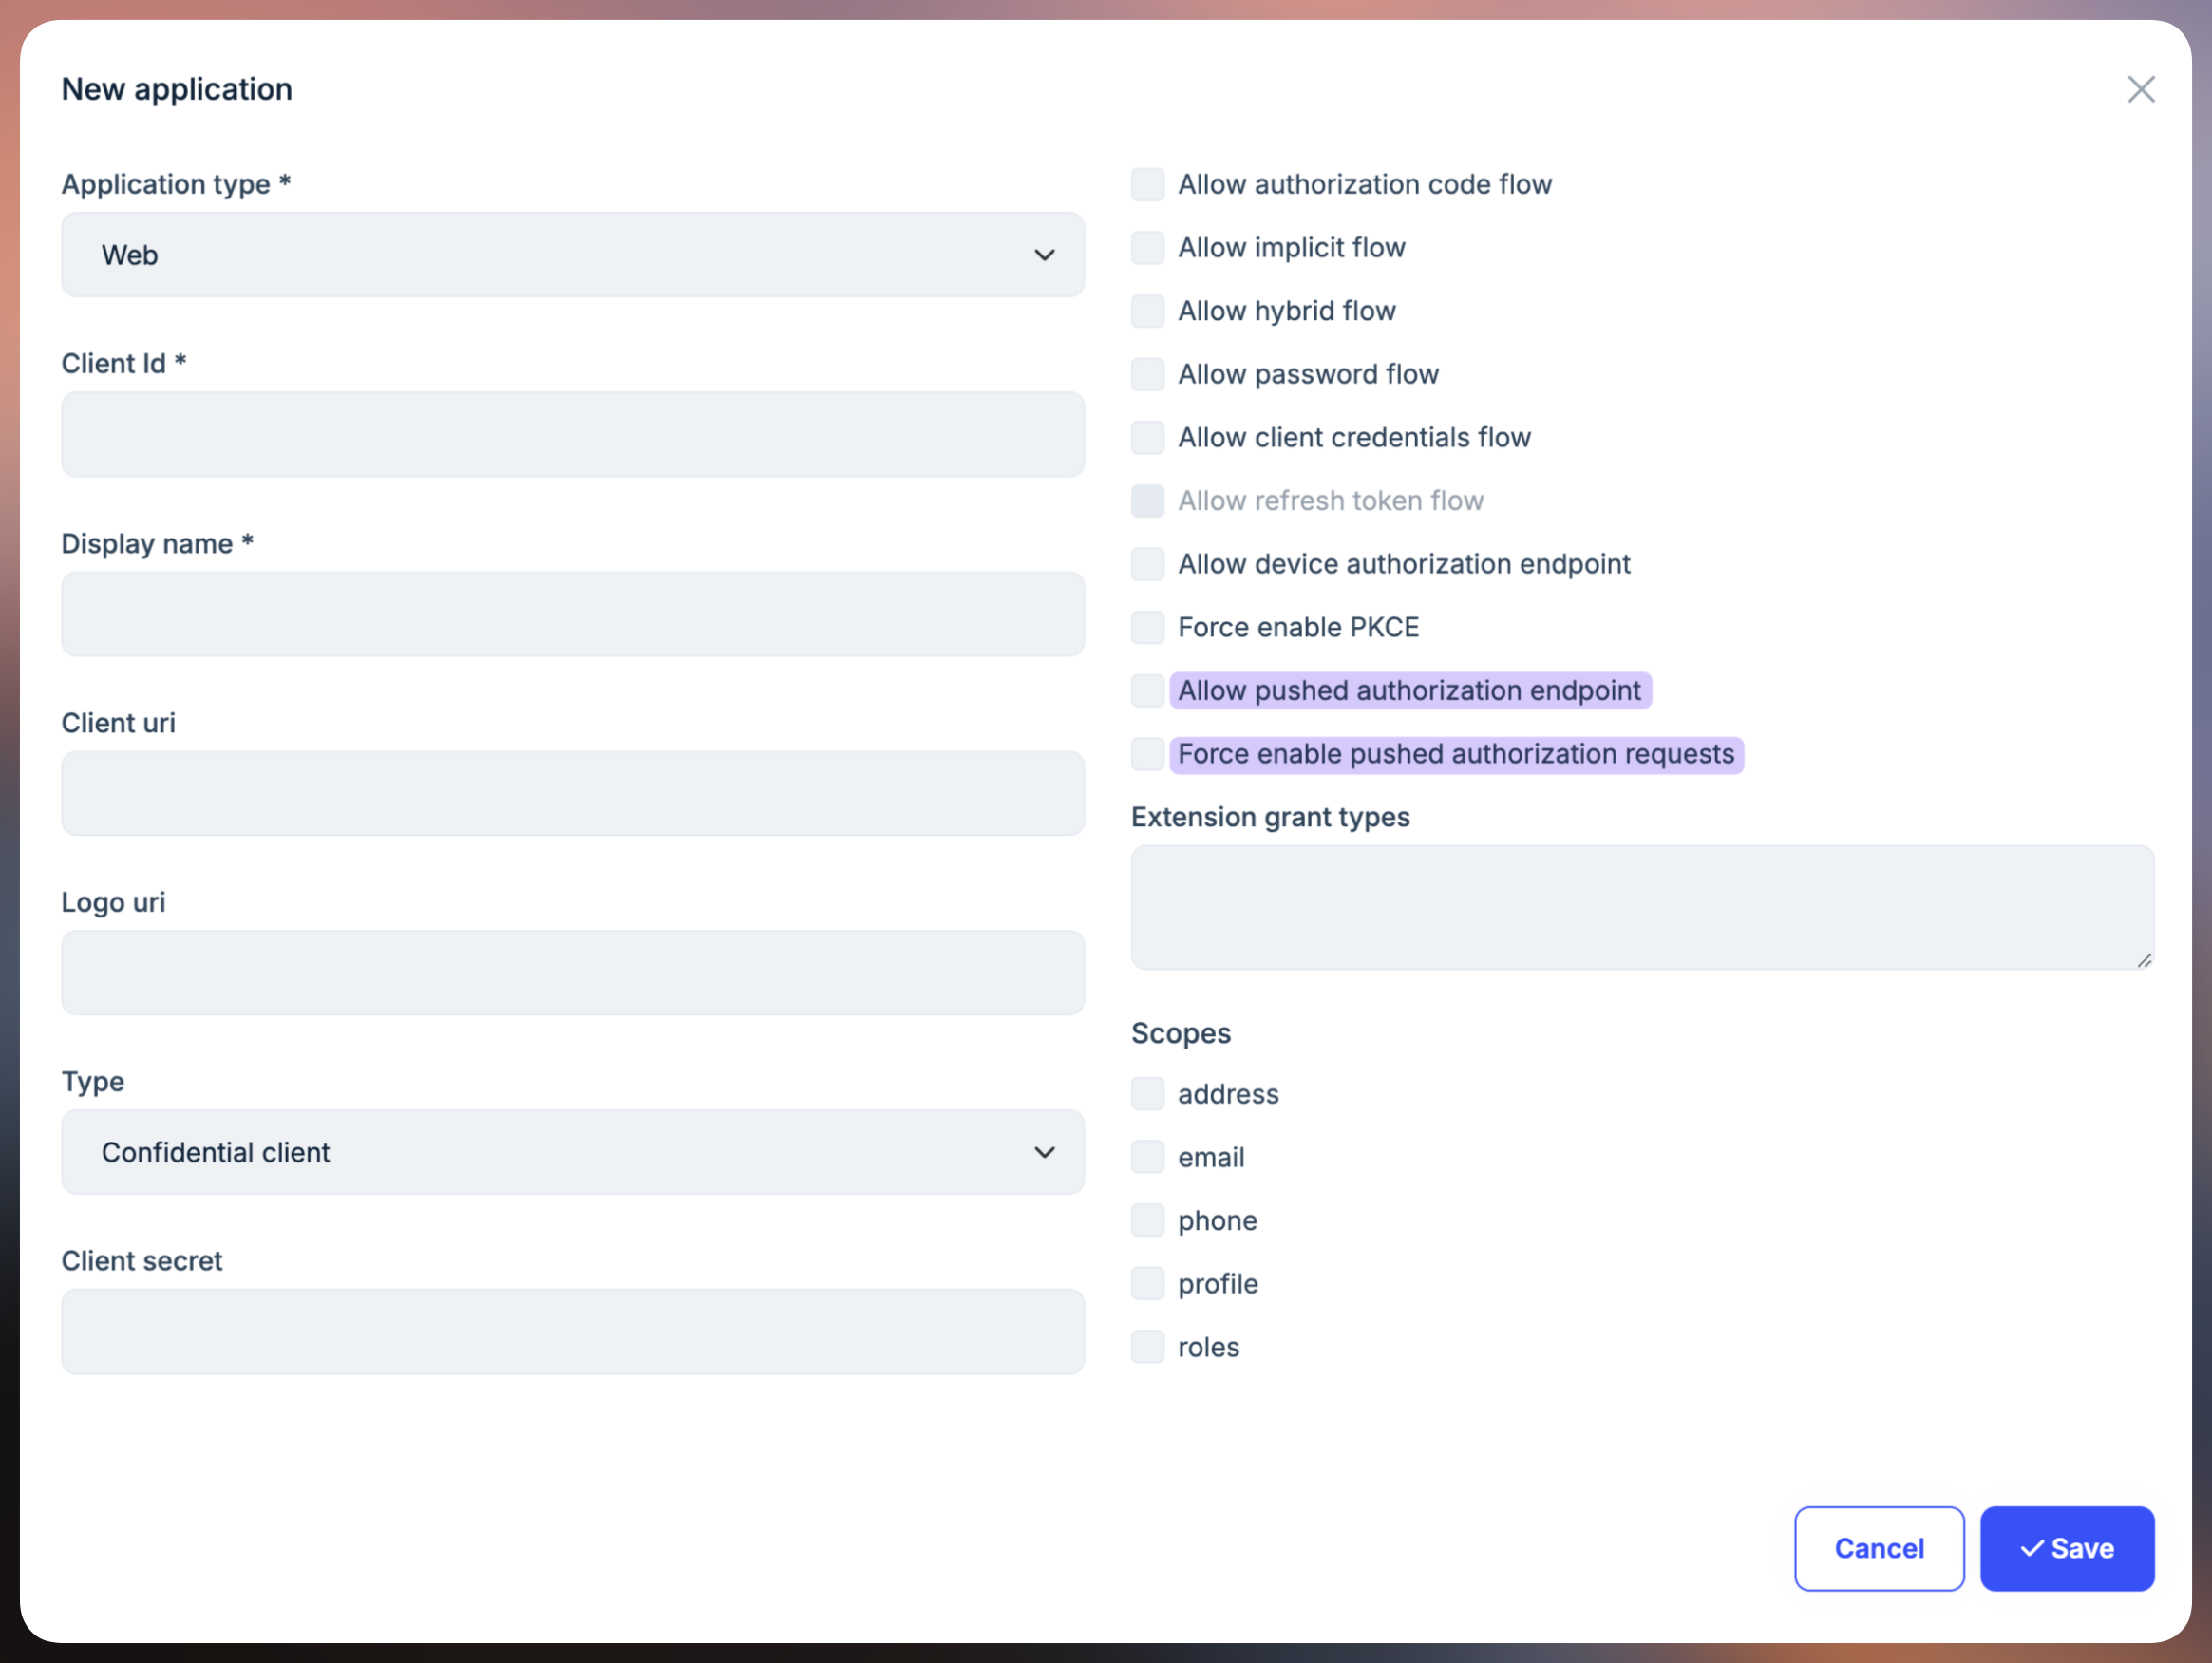 New application
Application type *
Web
Client Id *
Display name *
Client uri
Logo uri
Type
Confidential client
Client secret
Allow authorization code flow
Allow implicit flow
Allow hybrid flow
Allow password flow
Allow client credentials flow
Allow refresh token flow
Allow device authorization endpoint
Force enable PKCE
Allow pushed authorization endpoint
Force enable pushed authorization requests
Extension grant types
Scopes
address
email
phone
profile
roles
Cancel
Save